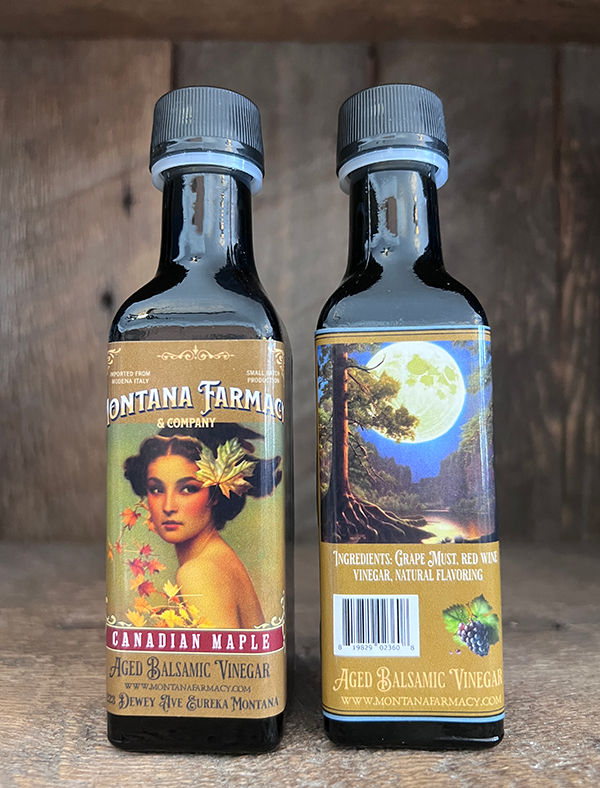 IMPORTED FROM
MODENA ITALY
SMALL BATCH
PRODUCTION
MONTANA FARMACY
& COMPANY
CANADIAN MAPLE
AGED BALSAMIC VINEGAR
WWW.MONTANAFARMACY.COM
223 DEWEY AVE EUREKA MONTANA
INGREDIENTS: GRAPE MUST, RED WINE
VINEGAR, NATURAL FLAVORING
8 19829 02360 8
AGED BALSAMIC VINEGAR
WWW.MONTANAFARMACY.COM